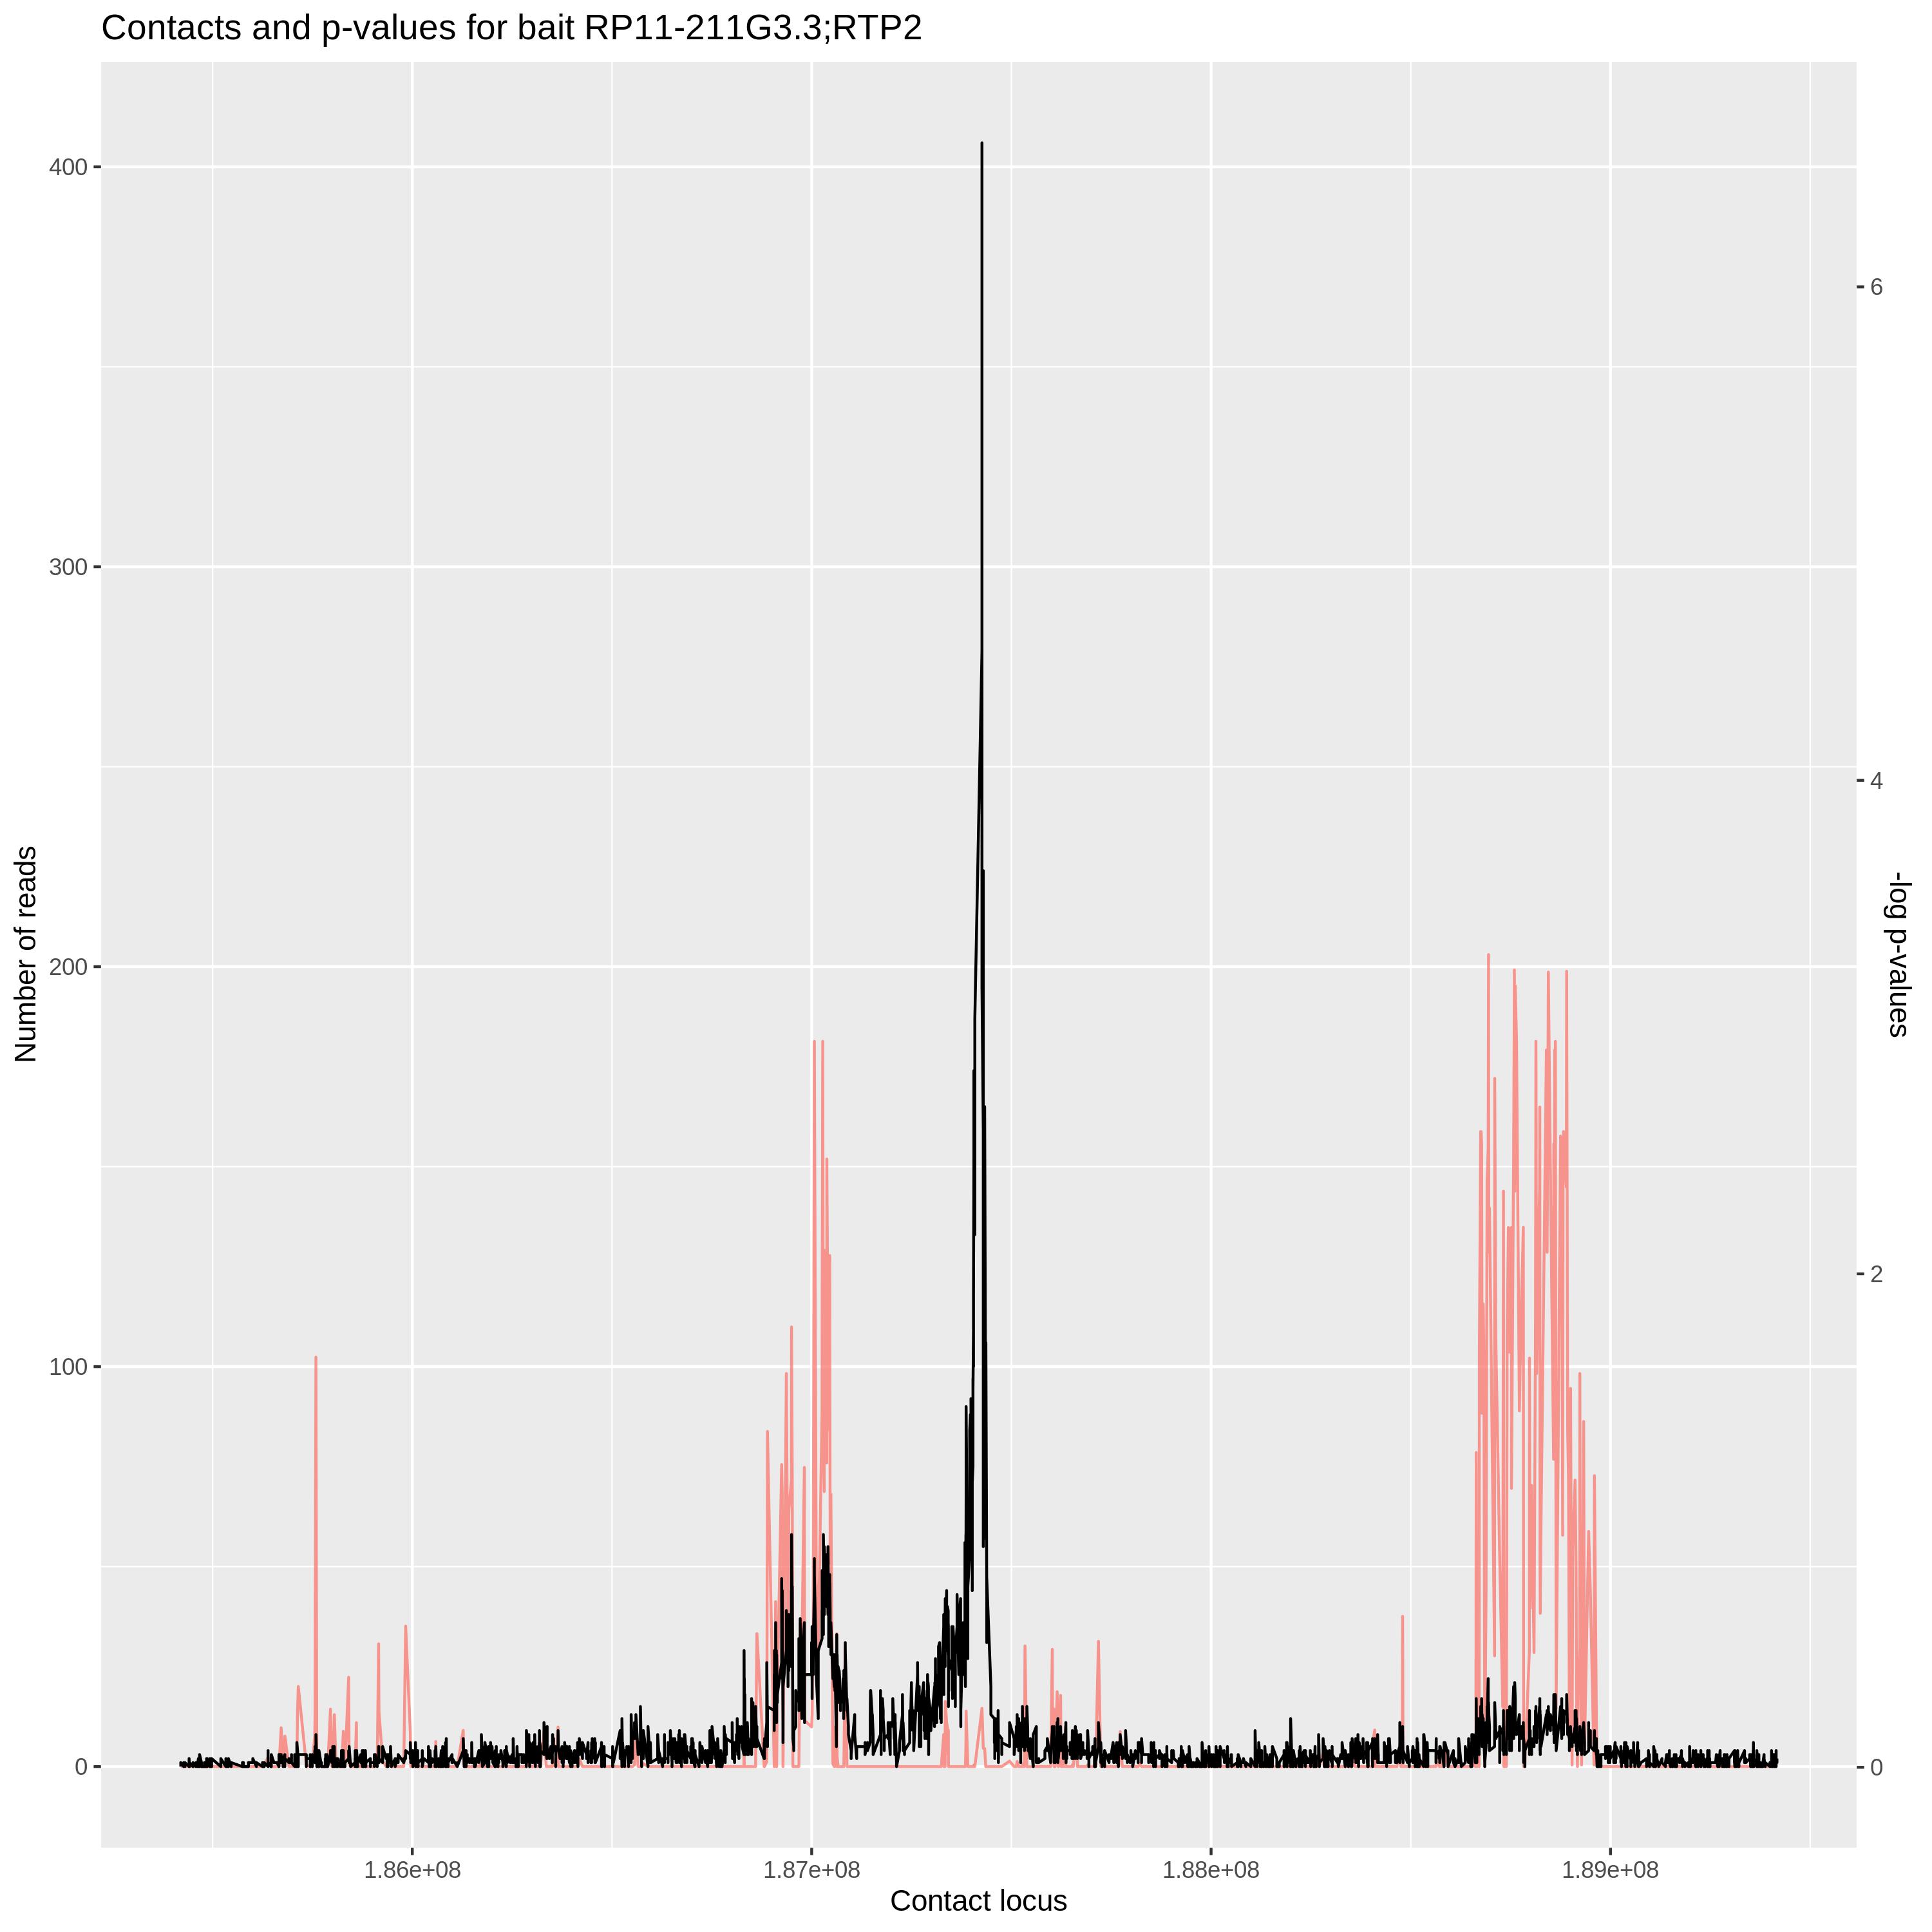 Contacts and p-values for bait RP11-211G3.3;RTP2
400
300
200
100
0
Number of reads
6
4
2
0
-log p-values
1.86e+08
1.87e+08
1.88e+08
1.89e+08
Contact locus